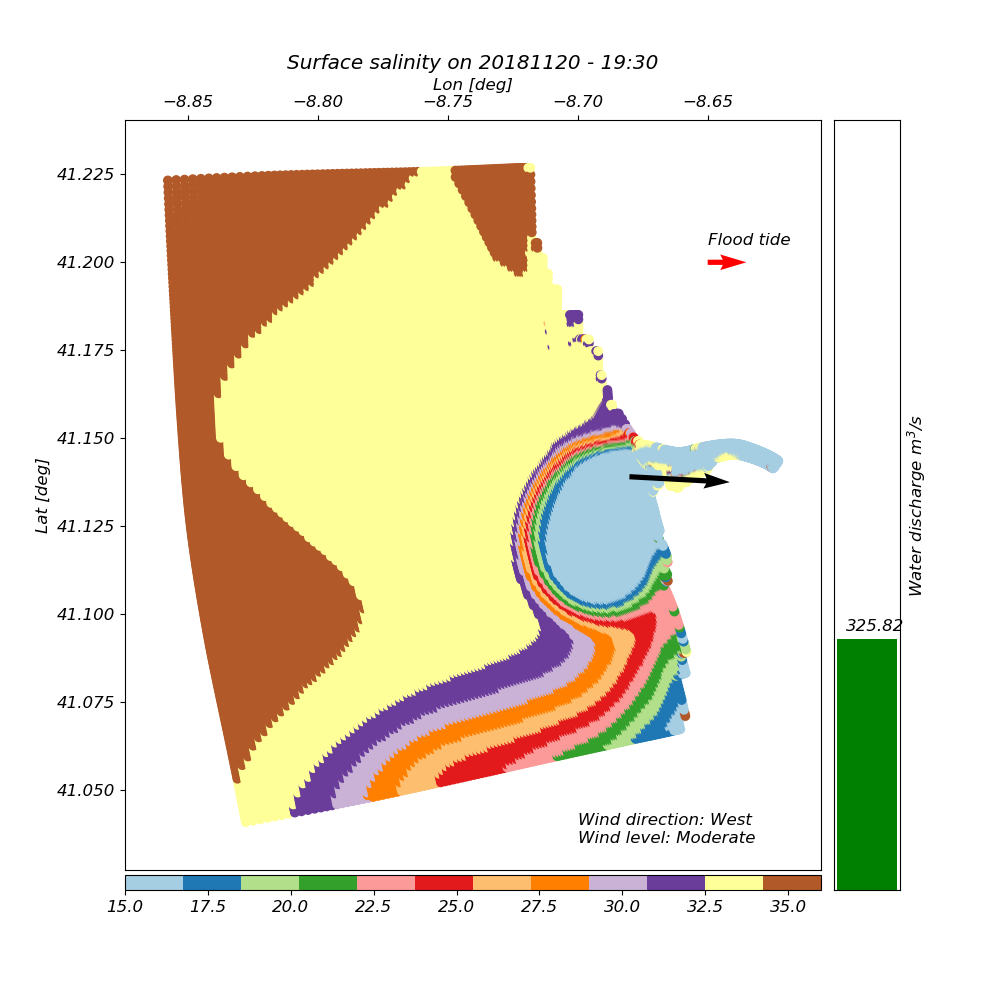 Surface salinity on 20181120 - 19:30
Lon [deg]
−8.85 −8.80 −8.75 −8.70 −8.65
41.225
41.200
41.175
41.150
41.125
41.100
41.075
41.050
Lat [deg]
Flood tide
Wind direction: West
Wind level: Moderate
15.0 17.5 20.0 22.5 25.0 27.5 30.0 32.5 35.0
325.82
Water discharge m³/s